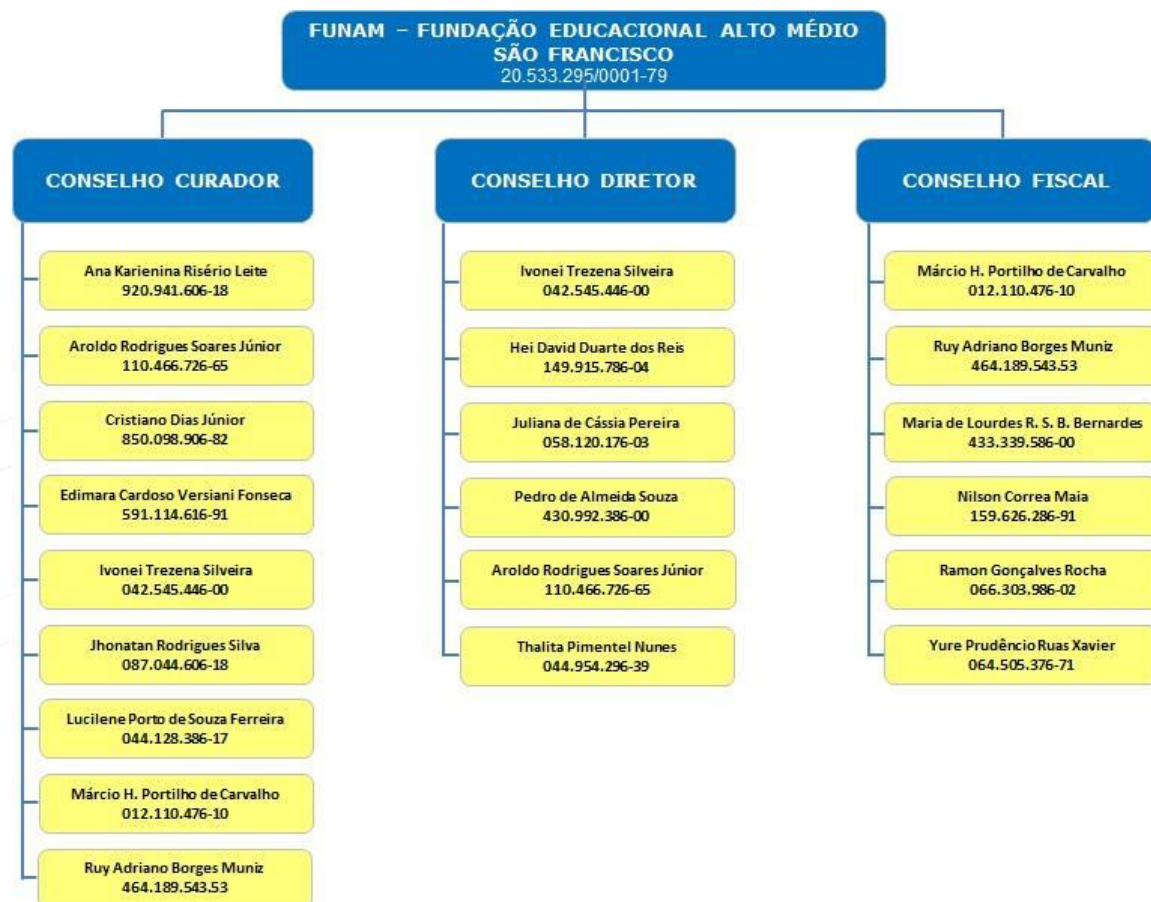 FUNAM – FUNDAÇÃO EDUCACIONAL ALTO MÉDIO
SÃO FRANCISCO
20.533.295/0001-79
CONSELHO CURADOR
Ana Karienina Risério Leite
920.941.606-18
Aroldo Rodrigues Soares Júnior
110.466.726-65
Cristiano Dias Júnior
850.098.906-82
Edimara Cardoso Versiani Fonseca
591.114.616-91
Ivonei Trezena Silveira
042.545.446-00
Jhonatan Rodrigues Silva
087.044.606-18
Lucilene Porto de Souza Ferreira
044.128.386-17
Márcio H. Portilho de Carvalho
012.110.476-10
Ruy Adriano Borges Muniz
464.189.543.53
CONSELHO DIRETOR
Ivonei Trezena Silveira
042.545.446-00
Hei David Duarte dos Reis
149.915.786-04
Juliana de Cássia Pereira
058.120.176-03
Pedro de Almeida Souza
430.992.386-00
Aroldo Rodrigues Soares Júnior
110.466.726-65
Thalita Pimentel Nunes
044.954.296-39
CONSELHO FISCAL
Márcio H. Portilho de Carvalho
012.110.476-10
Ruy Adriano Borges Muniz
464.189.543.53
Maria de Lourdes R. S. B. Bernardes
433.339.586-00
Nilson Correa Maia
159.626.286-91
Ramon Gonçalves Rocha
066.303.986-02
Yure Prudêncio Ruas Xavier
064.505.376-71